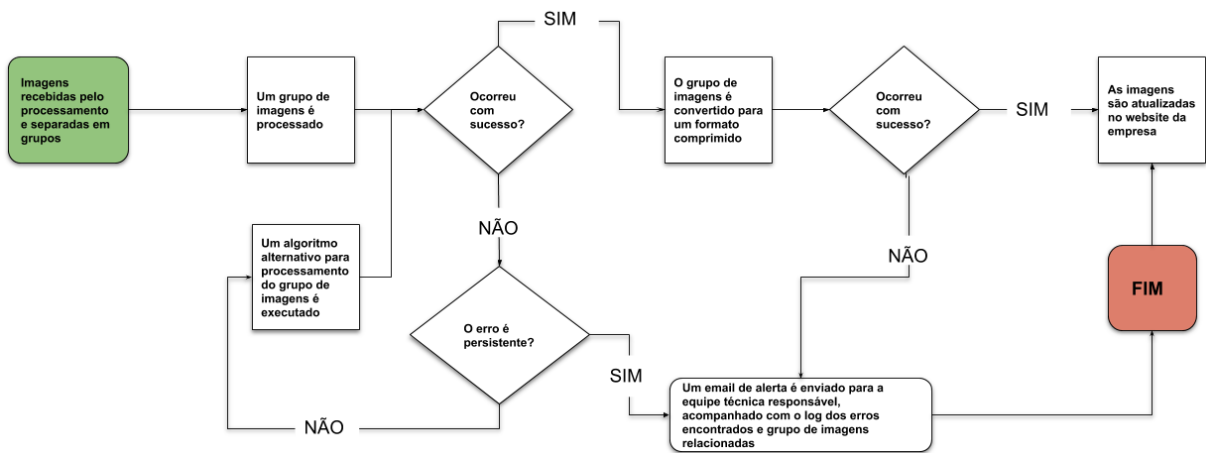 SIM
Imagens
recebidas pelo
processamento
e separadas em
grupos
Um grupo de
imagens é
processado
Ocorreu
com
sucesso?
O grupo de
imagens é
convertido para
um formato
comprimido
Ocorreu
com
sucesso?
SIM
As imagens
são atualizadas
no website da
empresa
NÃO
NÃO
Um algoritmo
alternativo para
processamento
do grupo de
imagens é
executado
FIM
O erro é
persistente?
SIM
Um email de alerta é enviado para a
equipe técnica responsável,
acompanhado com o log dos erros
encontrados e grupo de imagens
relacionadas
NÃO